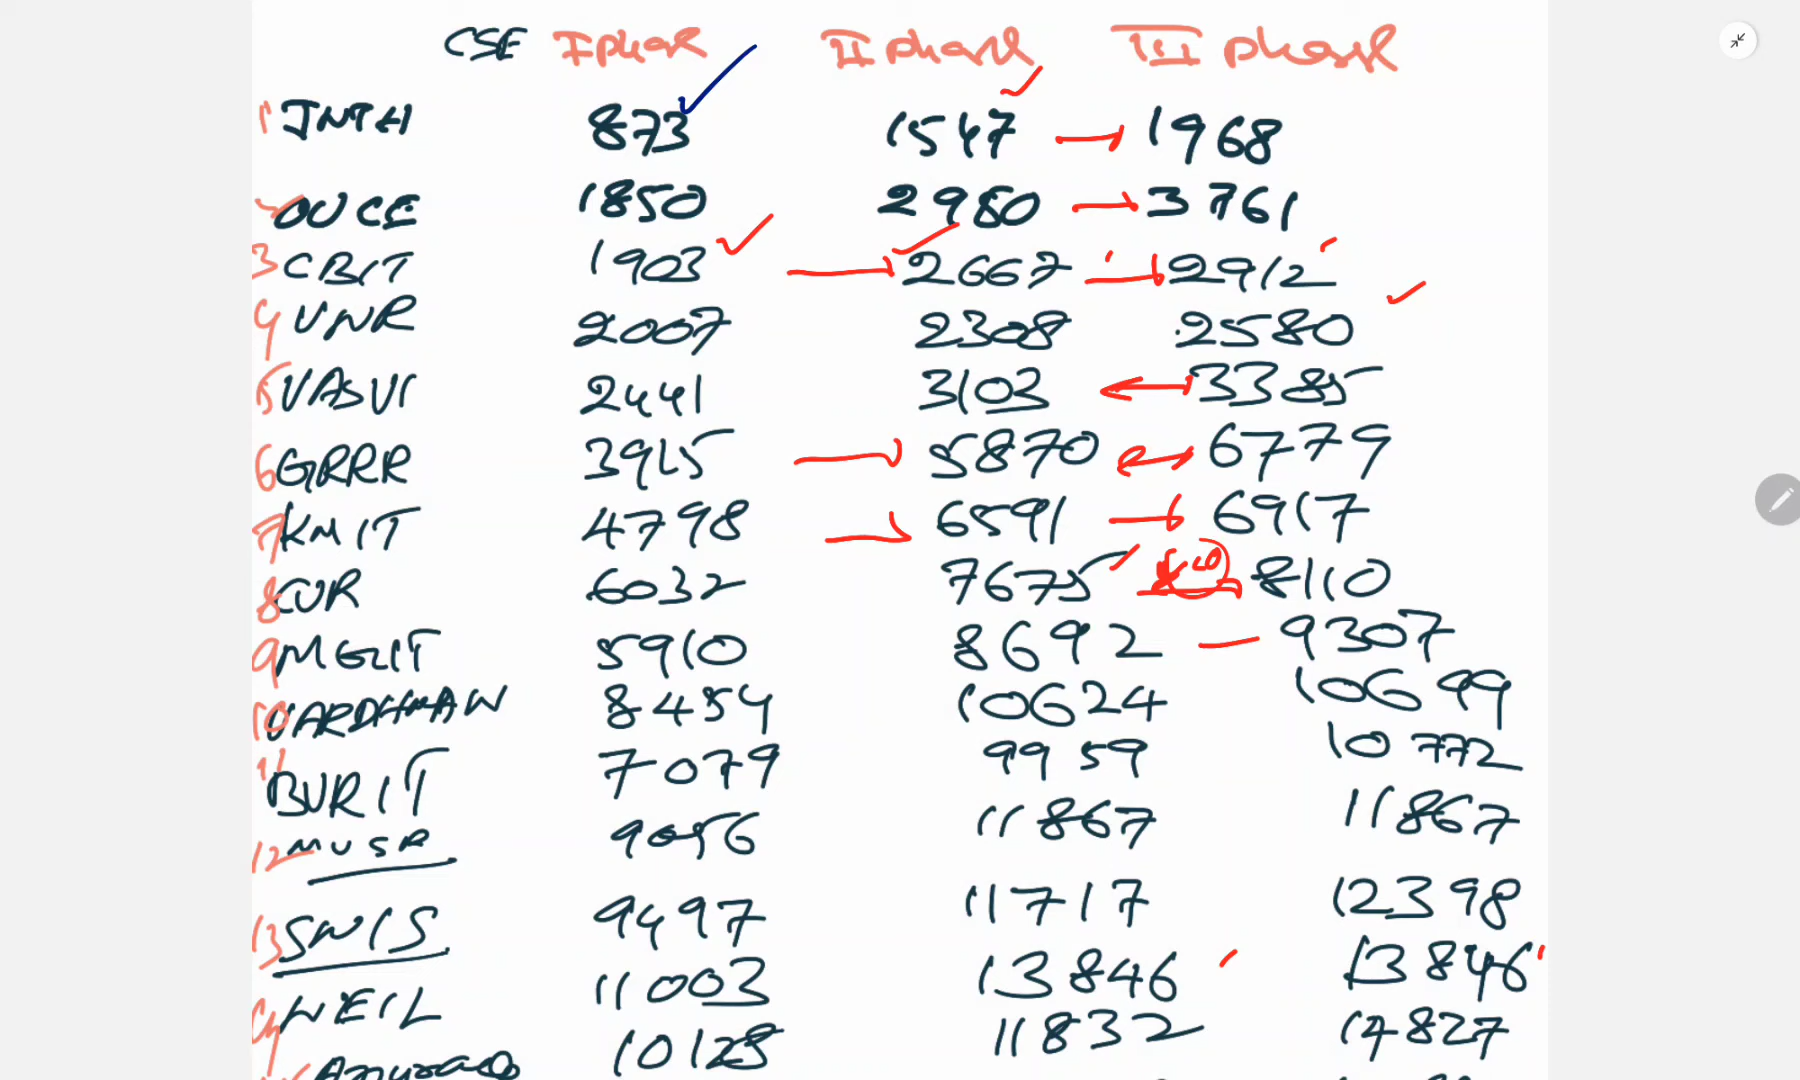 CSE I phase II phase III phase
1 JNTH 873 1547 1968
2 OUCE 1850 2980 3761
3 CBIT 1903 2667 2912
4 VNR 2007 2308 2580
5 VASVI 2441 3103 3385
6 GRRR 3915 5870 6779
7 KMIT 4798 6591 6917
8 CVR 6032 7675 8110
9 MGIT 5910 8692 9307
10 VARDHMAN 8454 10624 10699
11 BVRIT 7079 9959 10772
12 MVSR 9056 11867 11867
13 SNIS 9497 11717 12398
14 NEIL 11003 13846 13846
10128 11832 14827